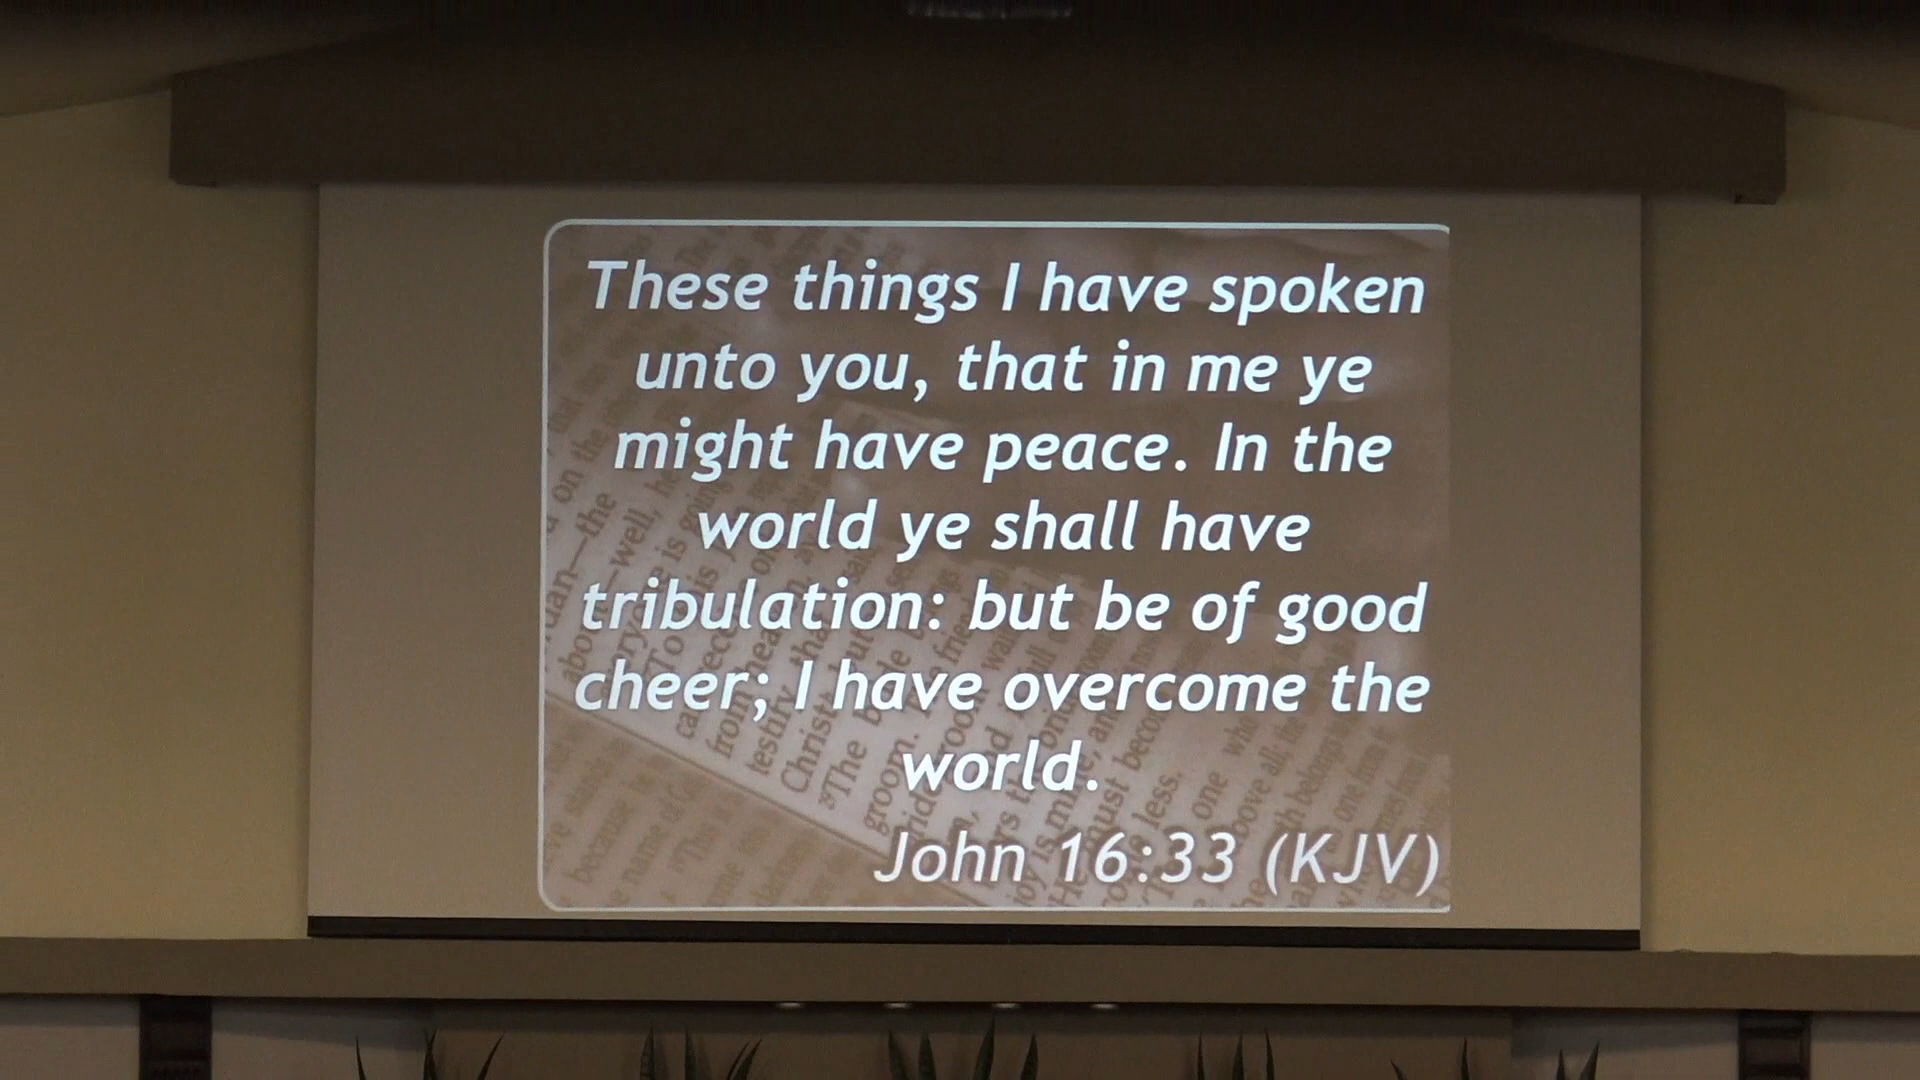 These things I have spoken
unto you, that in me ye
might have peace. In the
world ye shall have
tribulation: but be of good
cheer; I have overcome the
world.
John 16:33 (KJV)